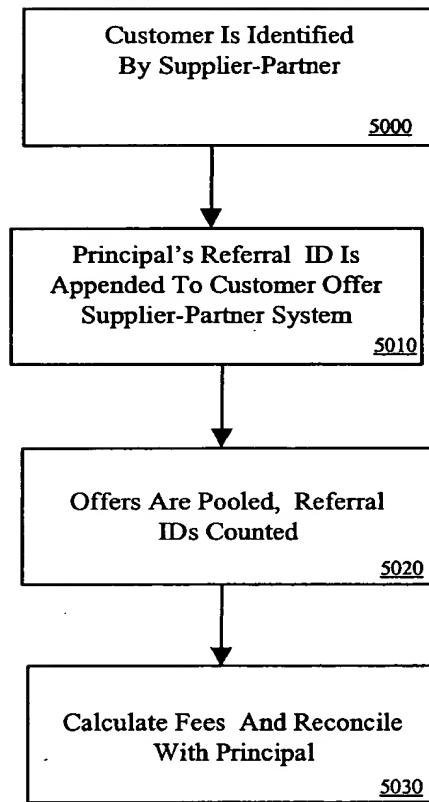 Customer Is Identified
By Supplier-Partner
5000
Principal's Referral ID Is
Appended To Customer Offer
Supplier-Partner System
5010
Offers Are Pooled, Referral
IDs Counted
5020
Calculate Fees And Reconcile
With Principal
5030